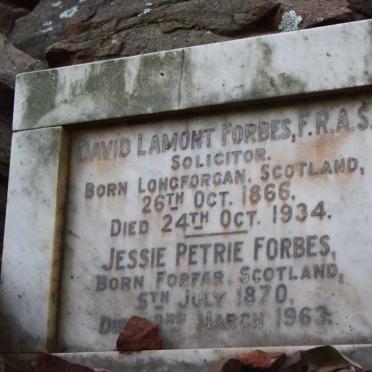 DAVID LAMONT FORBES, F.R.A.S.
SOLICITOR.
BORN LONGFORGAN, SCOTLAND,
26TH OCT. 1866.
DIED 24TH OCT. 1934.
JESSIE PETRIE FORBES,
BORN FORFAR, SCOTLAND,
5TH JULY 1870,
DIED MARCH 1963.